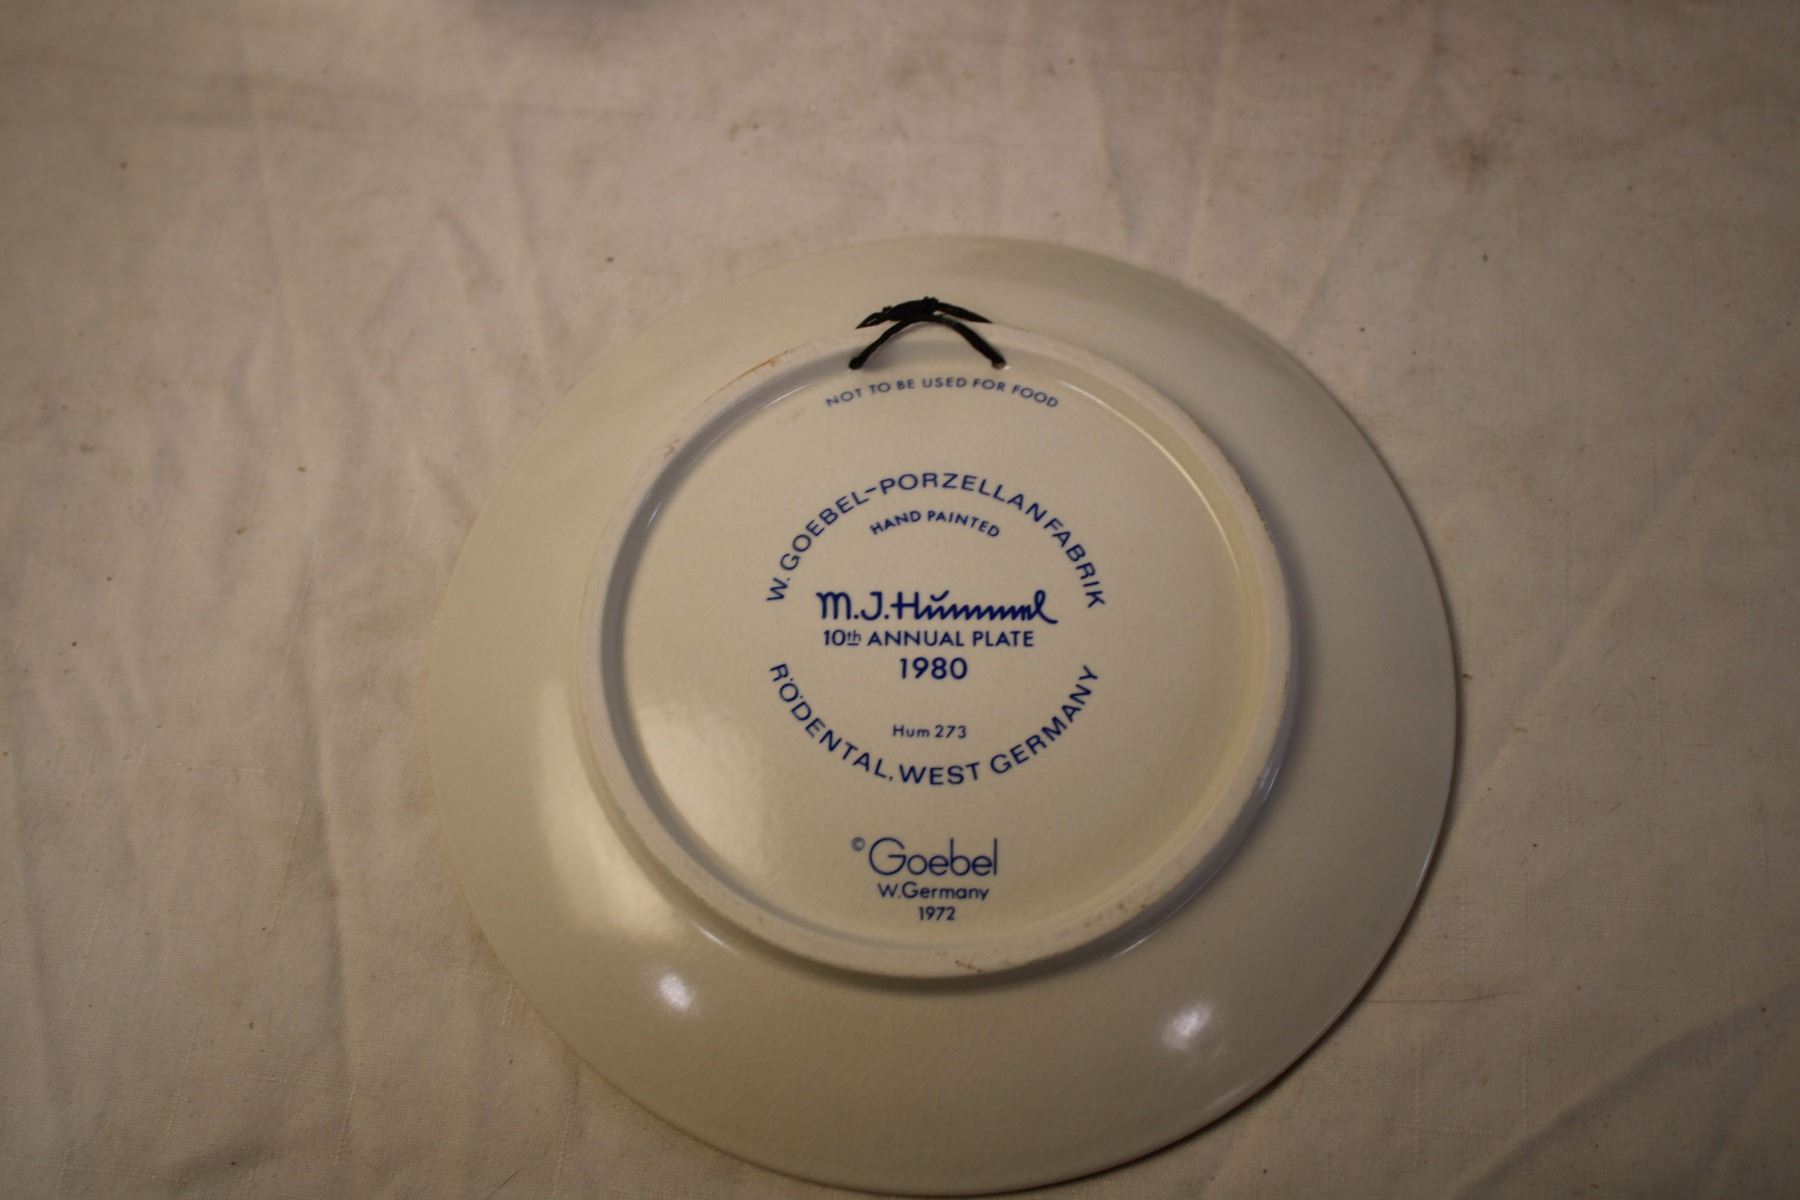 NOT TO BE USED FOR FOOD
W. GOEBEL-PORZELLANFABRIK
HAND PAINTED
M.J.Hummel
10th ANNUAL PLATE
1980
Hum 273
RÖDENTAL, WEST GERMANY
© Goebel
W.Germany
1972